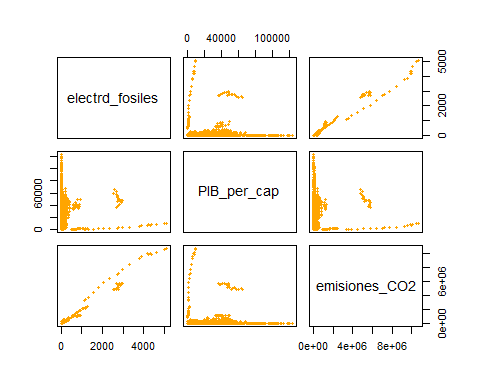 0 40000 100000
electrd_fosiles
0 2000 5000
0 60000
PIB_per_cap
emisiones_CO2
0e+00 6e+06
0 2000 4000
0e+00 4e+06 8e+06